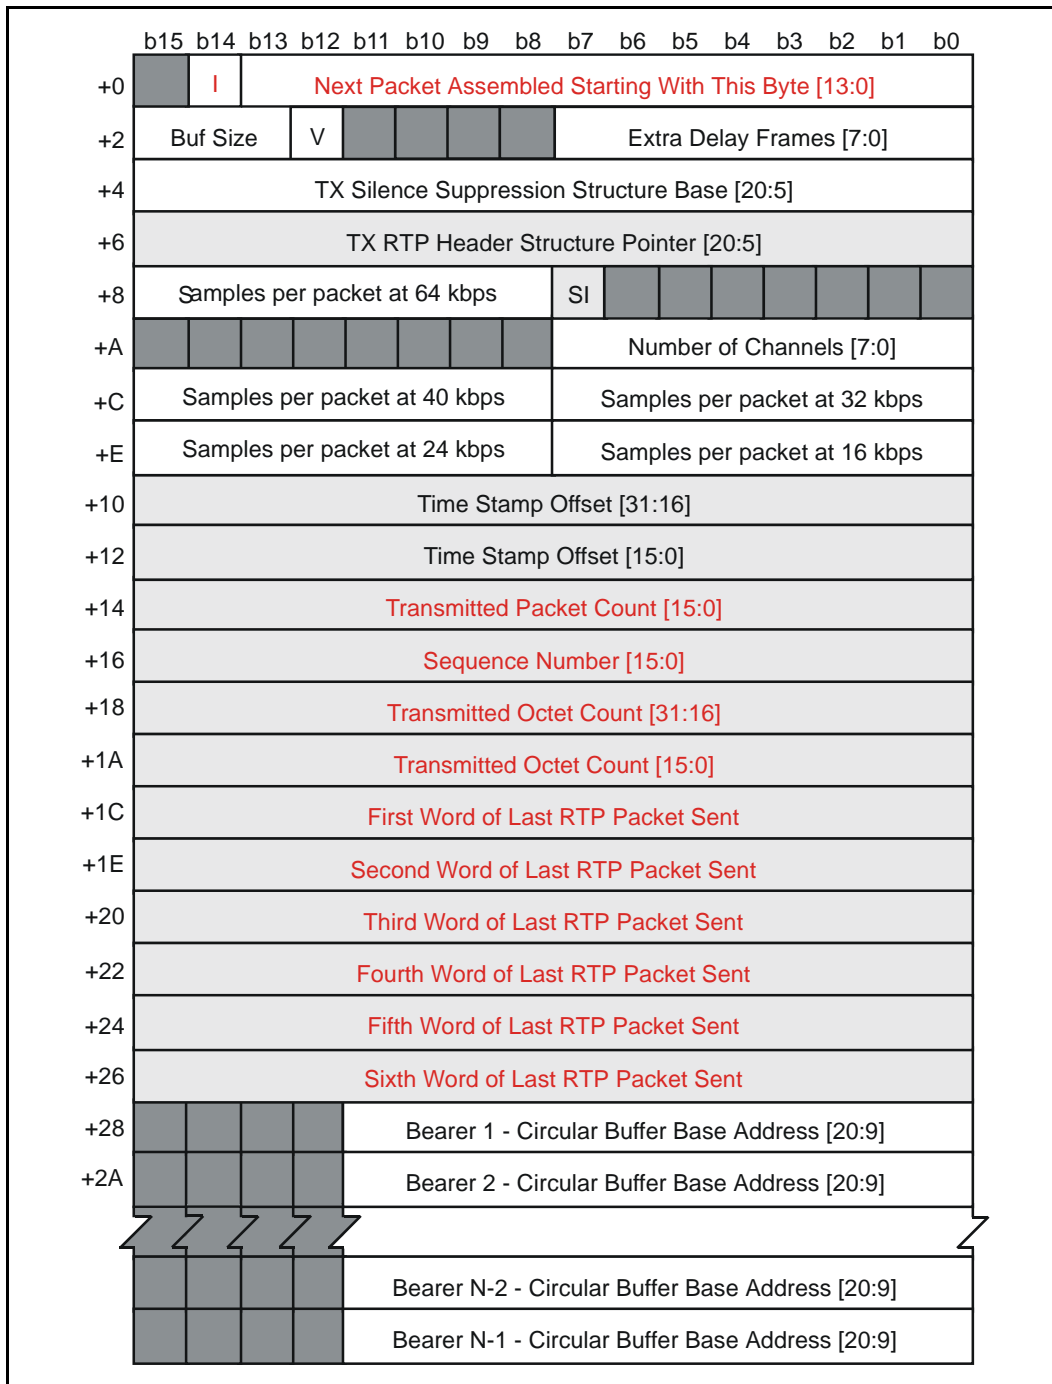 b15 b14 b13 b12 b11 b10 b9 b8 b7 b6 b5 b4 b3 b2 b1 b0
+0 I Next Packet Assembled Starting With This Byte [13:0]
+2 Buf Size V Extra Delay Frames [7:0]
+4 TX Silence Suppression Structure Base [20:5]
+6 TX RTP Header Structure Pointer [20:5]
+8 Samples per packet at 64 kbps SI
+A Number of Channels [7:0]
+C Samples per packet at 40 kbps Samples per packet at 32 kbps
+E Samples per packet at 24 kbps Samples per packet at 16 kbps
+10 Time Stamp Offset [31:16]
+12 Time Stamp Offset [15:0]
+14 Transmitted Packet Count [15:0]
+16 Sequence Number [15:0]
+18 Transmitted Octet Count [31:16]
+1A Transmitted Octet Count [15:0]
+1C First Word of Last RTP Packet Sent
+1E Second Word of Last RTP Packet Sent
+20 Third Word of Last RTP Packet Sent
+22 Fourth Word of Last RTP Packet Sent
+24 Fifth Word of Last RTP Packet Sent
+26 Sixth Word of Last RTP Packet Sent
+28 Bearer 1 - Circular Buffer Base Address [20:9]
+2A Bearer 2 - Circular Buffer Base Address [20:9]
Bearer N-2 - Circular Buffer Base Address [20:9]
Bearer N-1 - Circular Buffer Base Address [20:9]